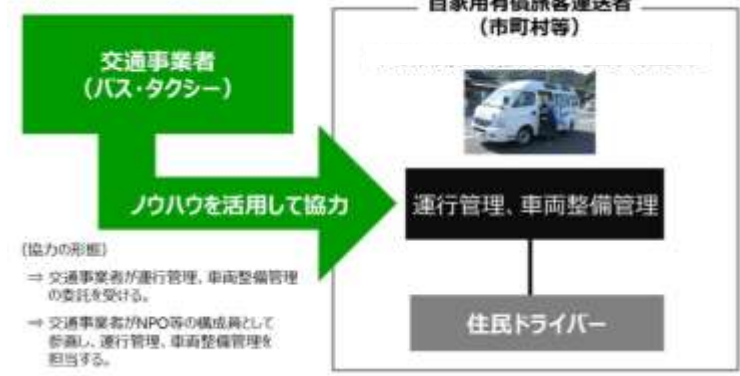 自家用有償旅客運送者
（市町村等）
交通事業者
（バス・タクシー）
ノウハウを活用して協力
運行管理、車両整備管理
（協力の形態）
⇒ 交通事業者が運行管理、車両整備管理
の委託を受ける。
⇒ 交通事業者がNPO等の構成員として
参画し、運行管理、車両整備管理を
担当する。
住民ドライバー